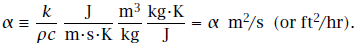 α ≡ k/ρc J/m·s·K m³/kg kg·K/J = α m²/s (or ft²/hr).